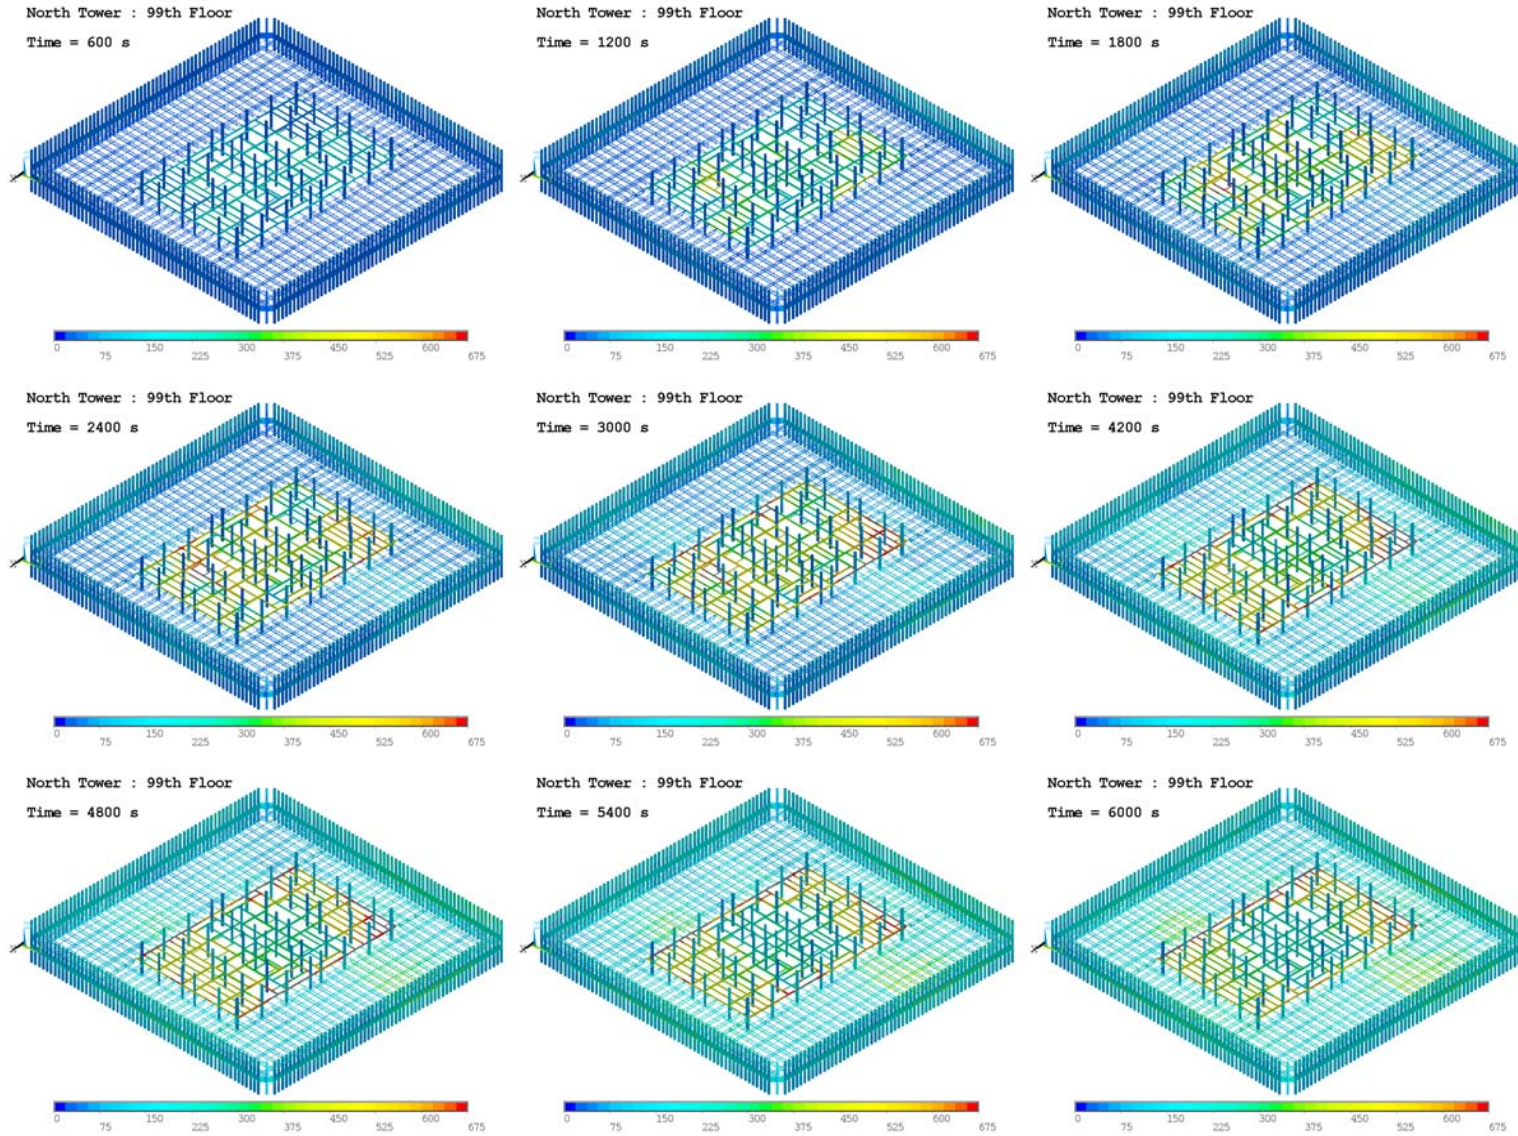 North Tower : 99th Floor
Time = 600 s
0 75 150 225 300 375 450 525 600 675
North Tower : 99th Floor
Time = 1200 s
0 75 150 225 300 375 450 525 600 675
North Tower : 99th Floor
Time = 1800 s
0 75 150 225 300 375 450 525 600 675
North Tower : 99th Floor
Time = 2400 s
0 75 150 225 300 375 450 525 600 675
North Tower : 99th Floor
Time = 3000 s
0 75 150 225 300 375 450 525 600 675
North Tower : 99th Floor
Time = 4200 s
0 75 150 225 300 375 450 525 600 675
North Tower : 99th Floor
Time = 4800 s
0 75 150 225 300 375 450 525 600 675
North Tower : 99th Floor
Time = 5400 s
0 75 150 225 300 375 450 525 600 675
North Tower : 99th Floor
Time = 6000 s
0 75 150 225 300 375 450 525 600 675